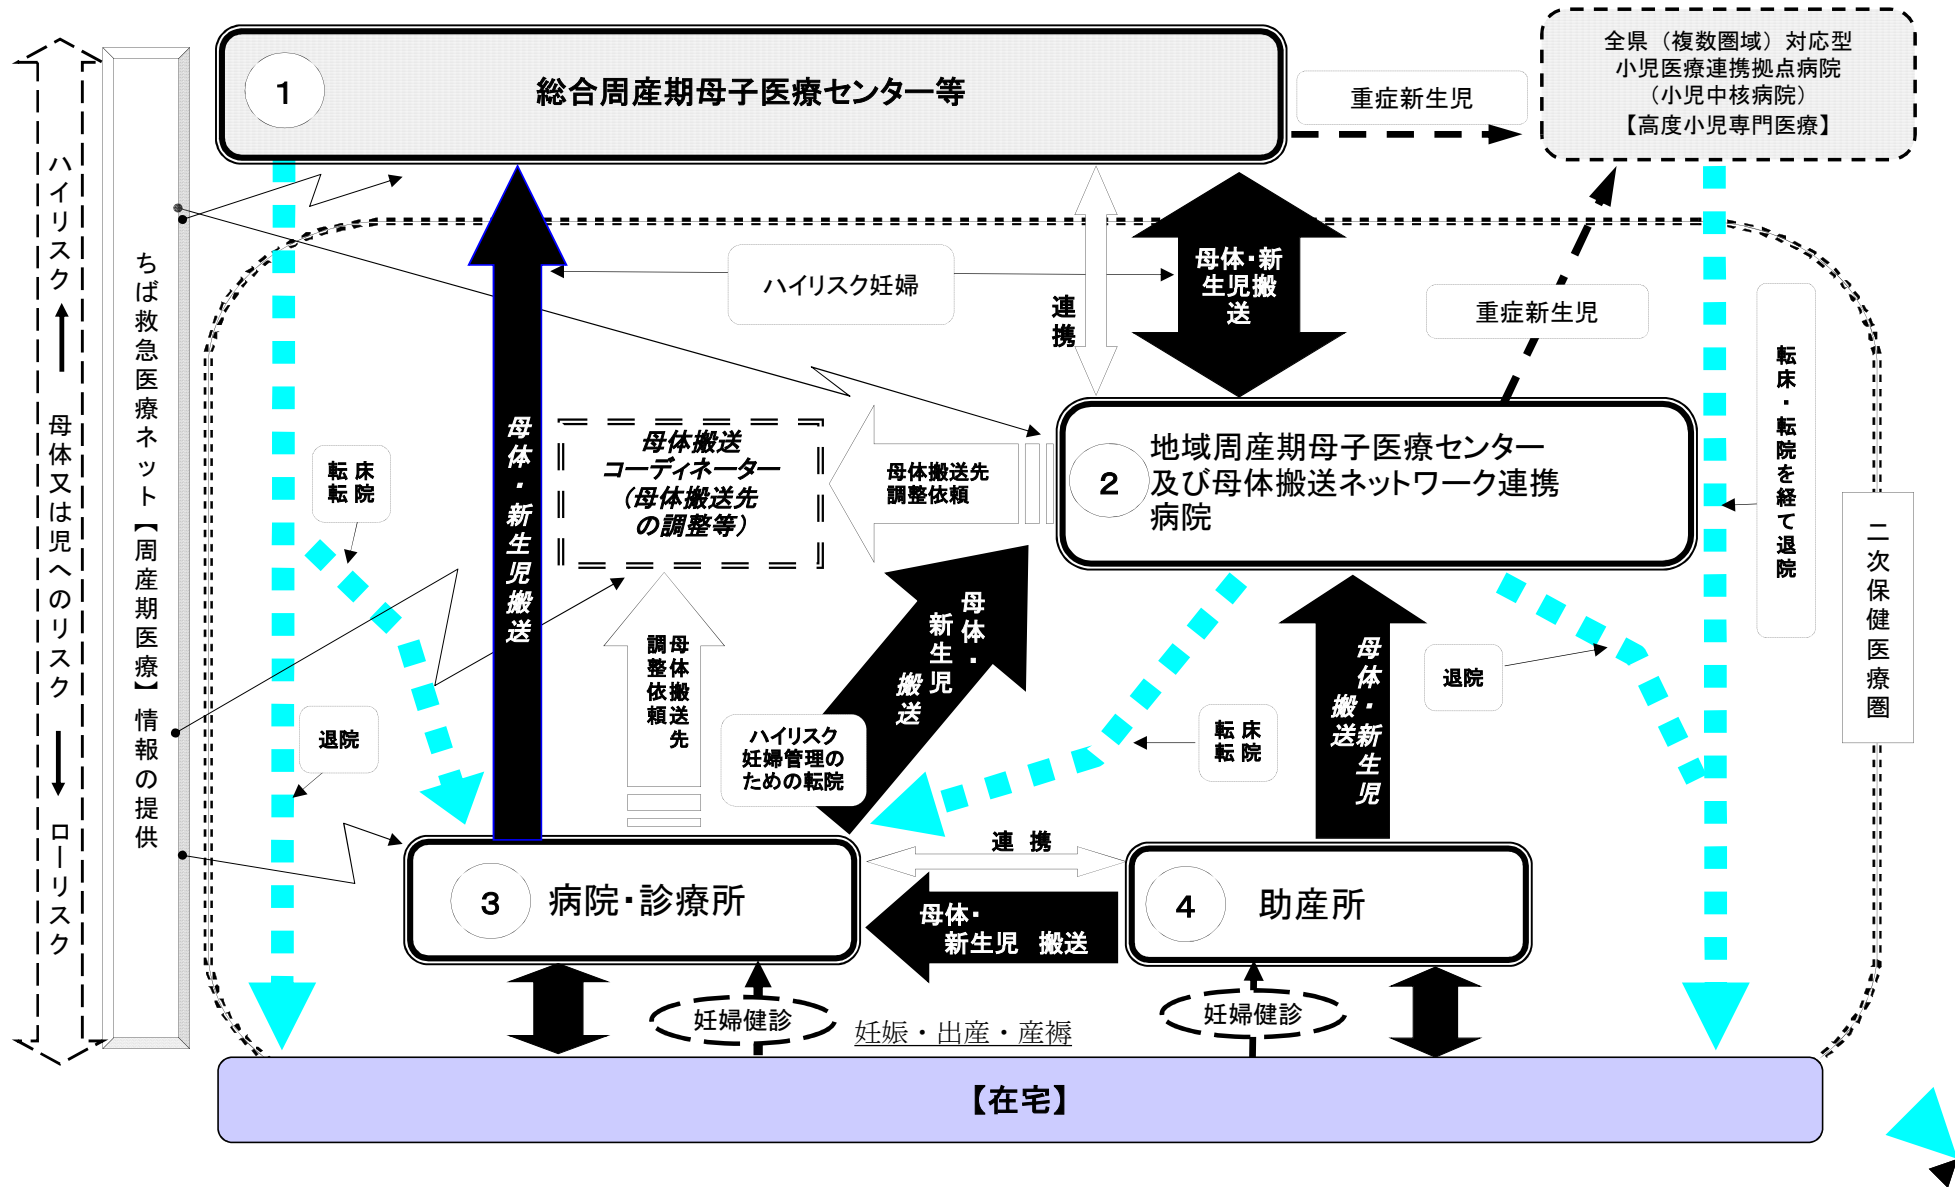 1
総合周産期母子医療センター等
重症新生児
全県（複数圏域）対応型
小児医療連携拠点病院
（小児中核病院）
【高度小児専門医療】
ハイリスク
母体又は児へのリスク
ローリスク
ちば救急医療ネット【周産期医療】情報の提供
ハイリスク妊婦
連携
母体・新
生児搬
送
重症新生児
転床・転院を経て退院
二次保健医療圏
転床
転院
母体・新生児搬送
母体搬送
コーディネーター
（母体搬送先
の調整等）
母体搬送先
調整依頼
2
地域周産期母子医療センター
及び母体搬送ネットワーク連携
病院
母体搬送先
調整依頼
母体・
新生児
搬送
ハイリスク
妊婦管理の
ための転院
転床
転院
母体・新生児
搬送
退院
退院
連 携
3
病院・診療所
母体・
新生児 搬送
4
助産所
妊婦健診
妊娠・出産・産褥
妊婦健診
【在宅】